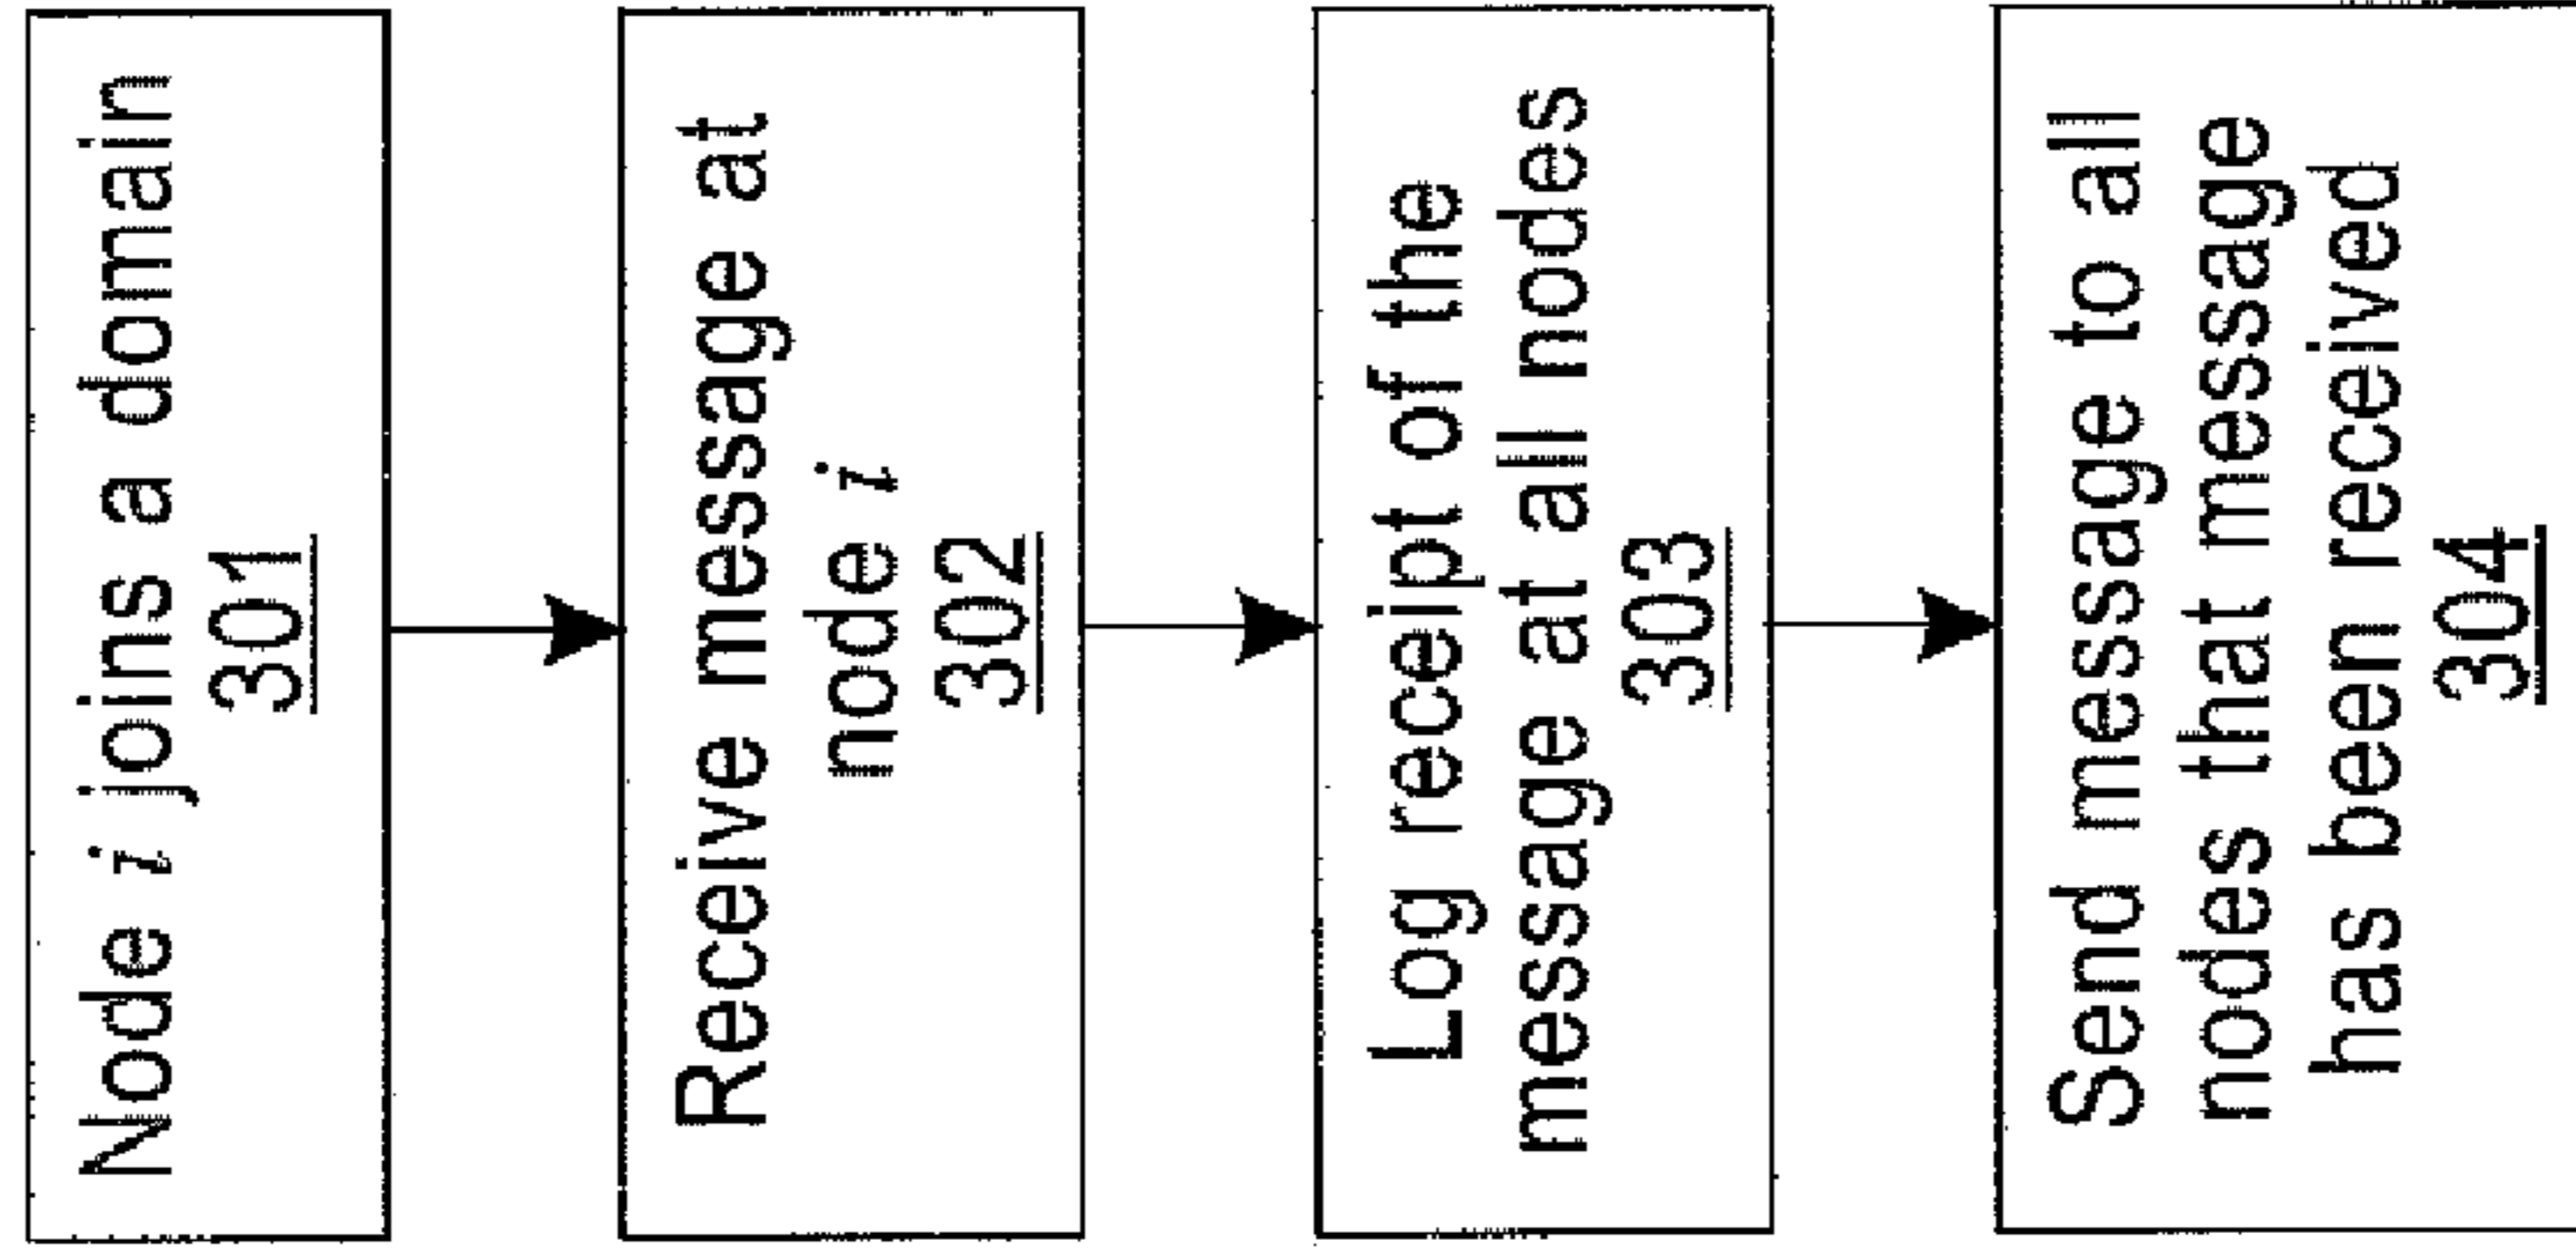 Node i joins a domain
301
Receive message at
node i
302
Log receipt of the
message at all nodes
303
Send message to all
nodes that message
has been received
304